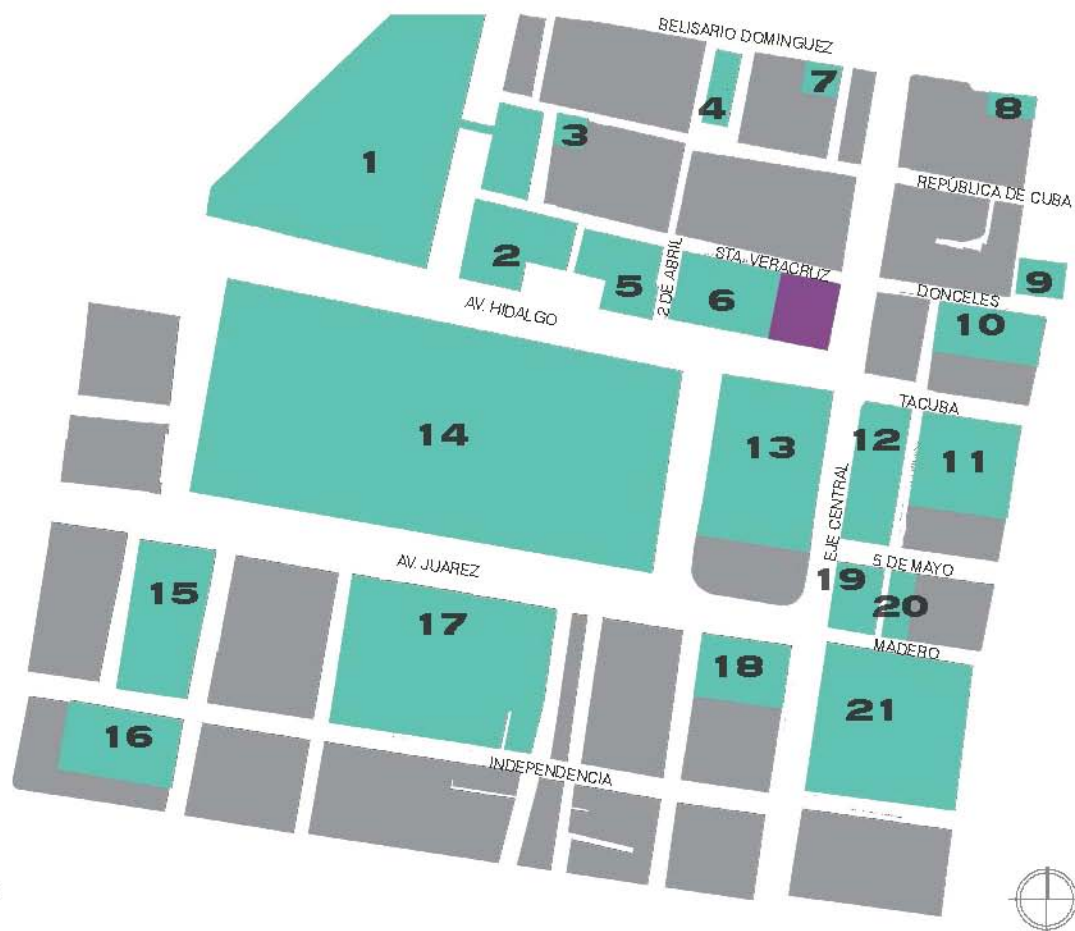 BELISARIO DOMINGUEZ
7
4
8
3
1
REPÚBLICA DE CUBA
2
5
2 DE ABRIL
STA. VERACRUZ
6
9
DONCELES
10
AV. HIDALGO
TACUBA
14
13
12
11
EJE CENTRAL
5 DE MAYO
AV. JUAREZ
15
17
19
20
MADERO
18
16
21
INDEPENDENCIA